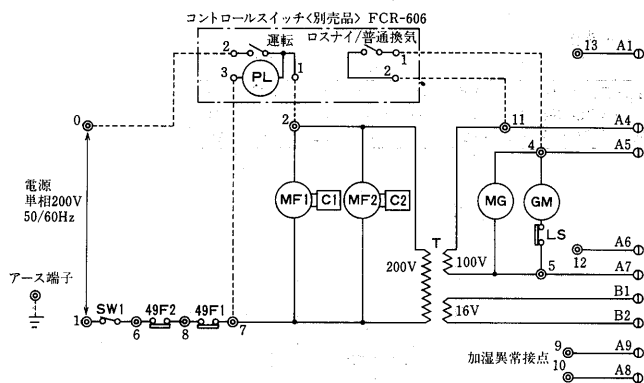 コントロールスイッチ〈別売品〉 FCR-606
運転
ロスナイ/普通換気
2
3
PL
1
1
2
13
A1
0
2
11
A4
4
A5
電源
単相200V
50/60Hz
MF1
C1
MF2
C2
MG
GM
LS
T
200V
100V
12
A6
5
A7
アース端子
16V
B1
B2
1
SW1
6
49F2
8
49F1
7
加湿異常接点
9
A9
10
A8